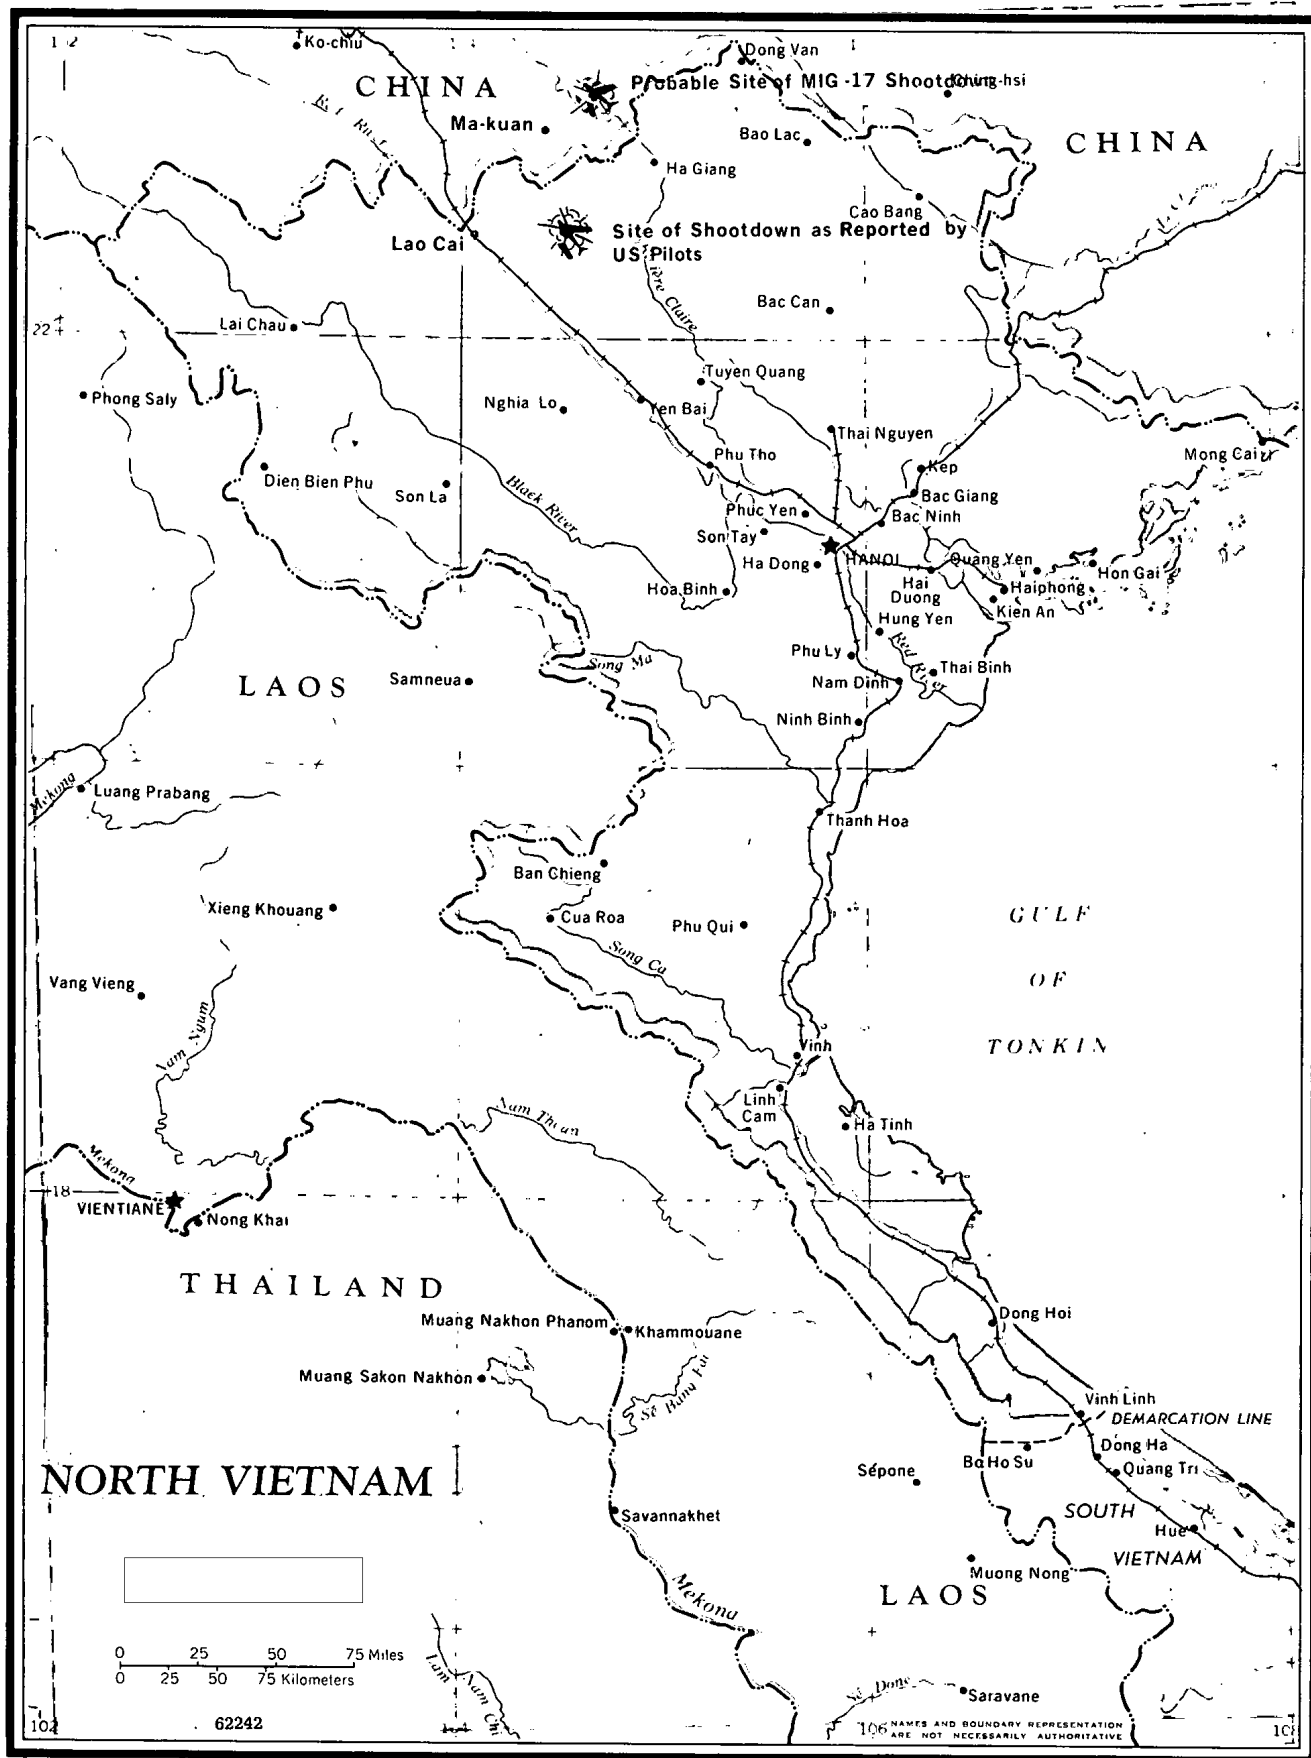 Ko-chiu
CHINA
Dong Van
Probable Site of MIG-17 Shootdown
Ching-hsi
Ma-kuan
Bao Lac
CHINA
Ha Giang
Cao Bang
Lao Cai
Site of Shootdown as Reported by
US Pilots
Claire
Bac Can
Lai Chau
22
Phong Saly
Tuyen Quang
Nghia Lo
Yen Bai
Thai Nguyen
Mong Cai
Phu Tho
Kep
Dien Bien Phu
Son La
Black River
Bac Giang
Phuc Yen
Bac Ninh
Son Tay
HANOI
Ha Dong
Quang Yen
Hon Gai
Hai
Duong
Haiphong
Kien An
Hoa Binh
Hung Yen
Red River
Phu Ly
Song Ma
Thai Binh
LAOS
Samneua
Nam Dinh
Ninh Binh
Mekong
Luang Prabang
Thanh Hoa
Ban Chieng
Xieng Khouang
Cua Roa
Phu Qui
GULF
OF
TONKIN
Song Ca
Vang Vieng
Nam Ngum
Vinh
Linh
Cam
Ha Tinh
Mekong
18
VIENTIANE
Nong Khai
THAILAND
Dong Hoi
Muang Nakhon Phanom
Khammouane
Muang Sakon Nakhon
Se Bang Fai
Vinh Linh
DEMARCATION LINE
Dong Ha
Bo Ho Su
Quang Tri
Sépone
NORTH VIETNAM
SOUTH
VIETNAM
Savannakhet
Hue
Muong Nong
LAOS
Mekong
0 25 50 75 Miles
0 25 50 75 Kilometers
Saravane
102
62242
106
NAMES AND BOUNDARY REPRESENTATION
ARE NOT NECESSARILY AUTHORITATIVE